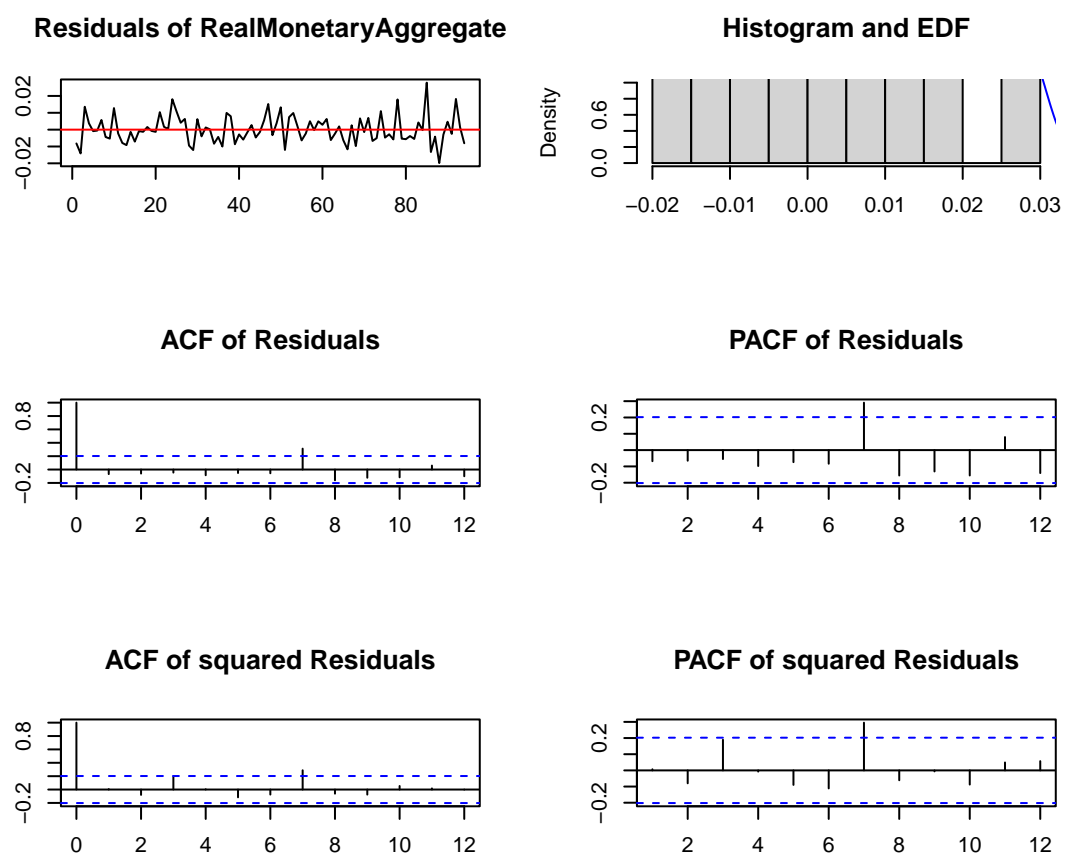 Residuals of RealMonetaryAggregate
−0.02 0.02
0 20 40 60 80
Histogram and EDF
Density
0.0 0.6
−0.02 −0.01 0.00 0.01 0.02 0.03
ACF of Residuals
−0.2 0.8
0 2 4 6 8 10 12
PACF of Residuals
−0.2 0.2
2 4 6 8 10 12
ACF of squared Residuals
−0.2 0.8
0 2 4 6 8 10 12
PACF of squared Residuals
−0.2 0.2
2 4 6 8 10 12